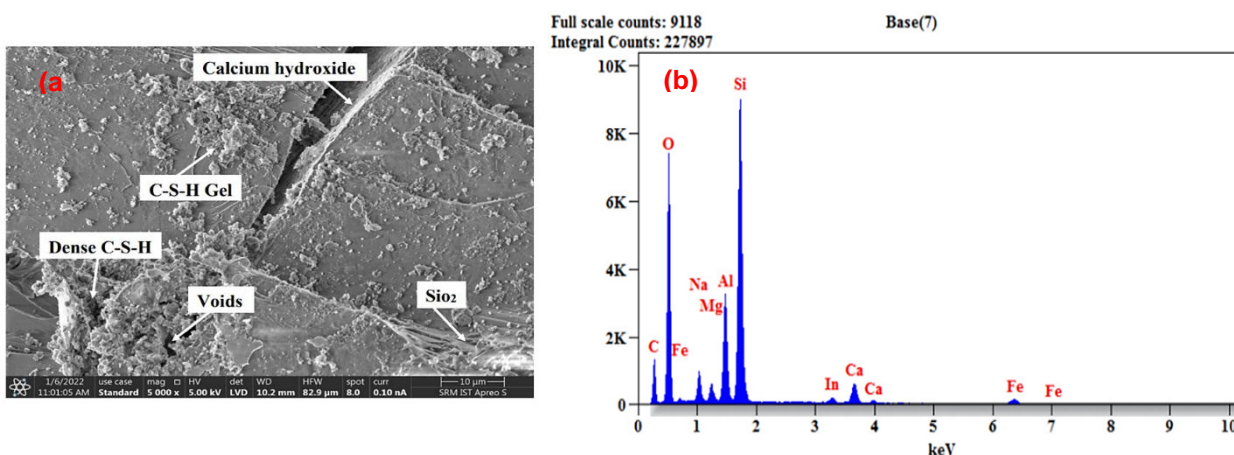 (a
Calcium hydroxide
C-S-H Gel
Dense C-S-H
Voids
Sio₂
1/6/2022 use case mag □ HV det WD HFW spot curr 10 µm
11:01:05 AM Standard 5 000 x 5.00 kV LVD 10.2 mm 82.9 µm 8.0 0.10 nA SRM IST Apreo S
Full scale counts: 9118 Base(7)
Integral Counts: 227897
(b)
10K
8K
6K
4K
2K
0
C
O
Fe
Na
Mg
Al
Si
In
Ca
Ca
Fe
Fe
0 1 2 3 4 5 6 7 8 9 10
keV